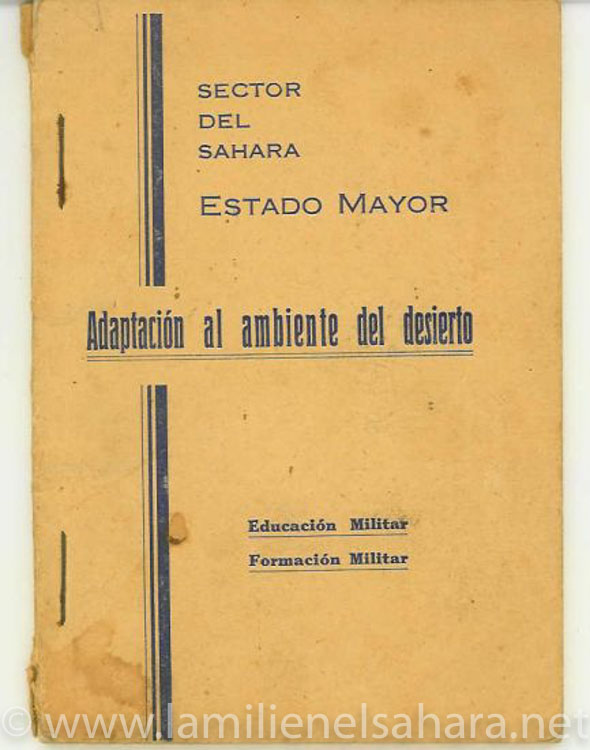 SECTOR
DEL
SAHARA
ESTADO MAYOR
Adaptación al ambiente del desierto
Educación Militar
Formación Militar
© www.lamilienelsahara.net